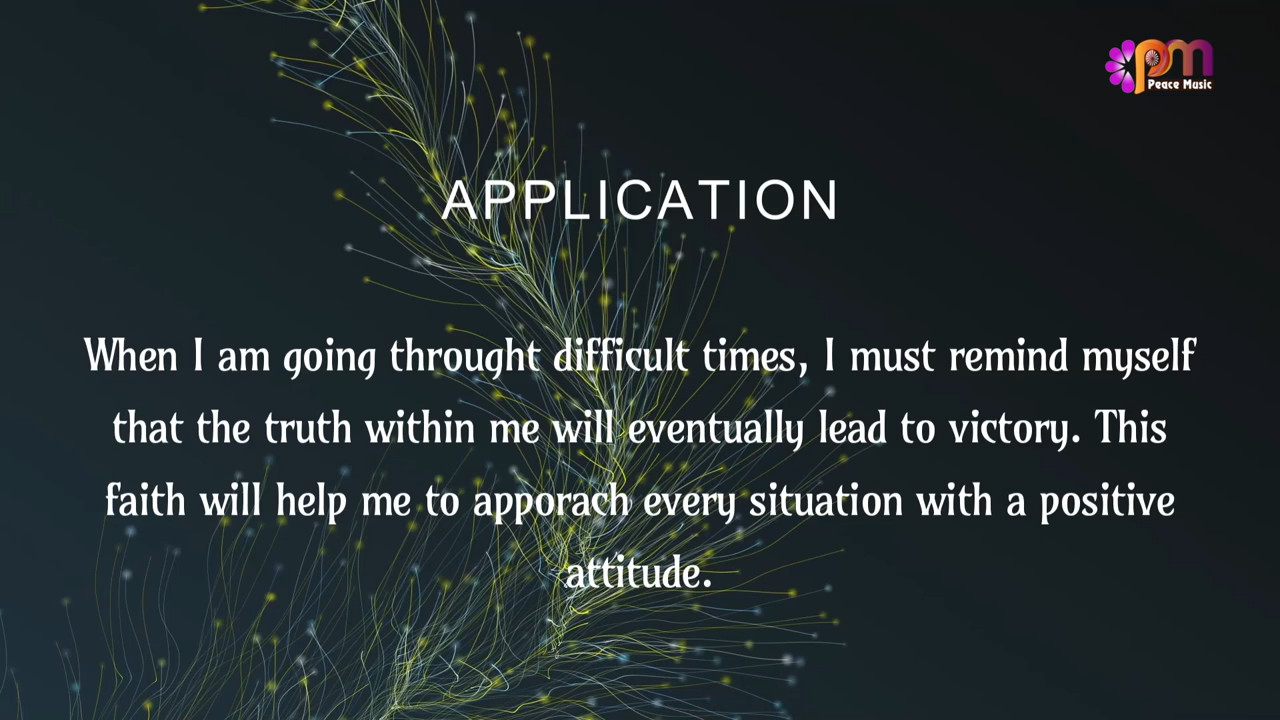 pm
Peace Music
APPLICATION
When I am going throught difficult times, I must remind myself
that the truth within me will eventually lead to victory. This
faith will help me to apporach every situation with a positive
attitude.